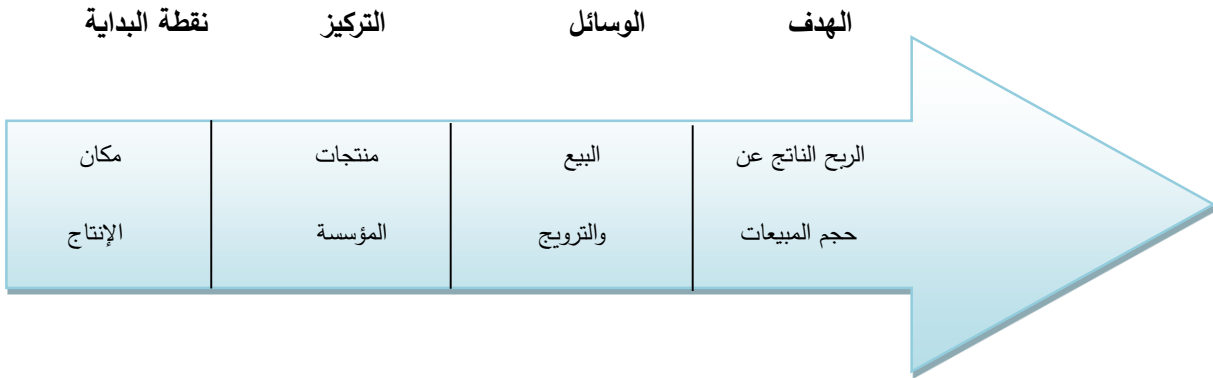 نقطة البداية
التركيز
الوسائل
الهدف
مكان
الإنتاج
منتجات
المؤسسة
البيع
والترويج
الربح الناتج عن
حجم المبيعات